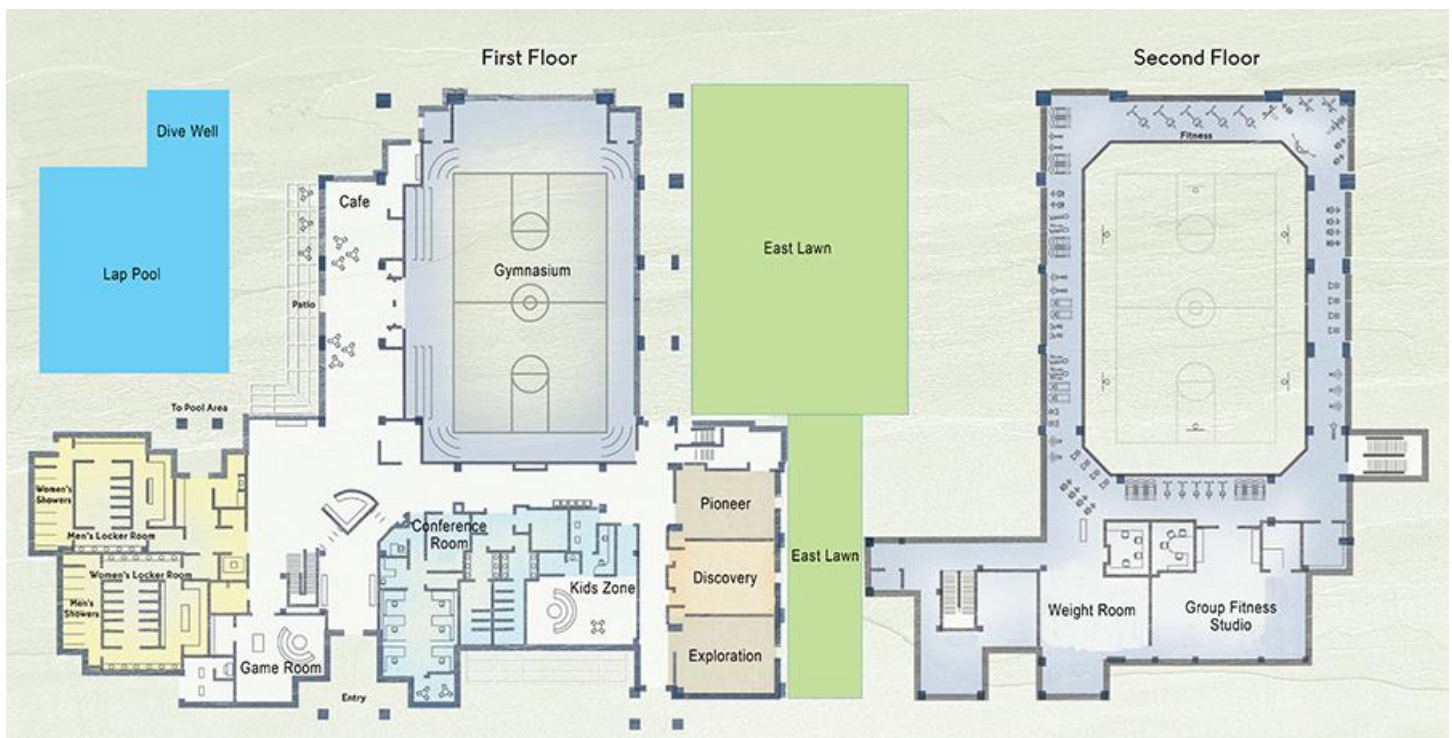 First Floor
Second Floor
Dive Well
Lap Pool
Cafe
Patio
Gymnasium
East Lawn
Fitness
To Pool Area
Women's
Showers
Men's Locker Room
Women's Locker Room
Men's
Showers
Game Room
Entry
Conference
Room
Kids Zone
Pioneer
Discovery
Exploration
East Lawn
Weight Room
Group Fitness
Studio